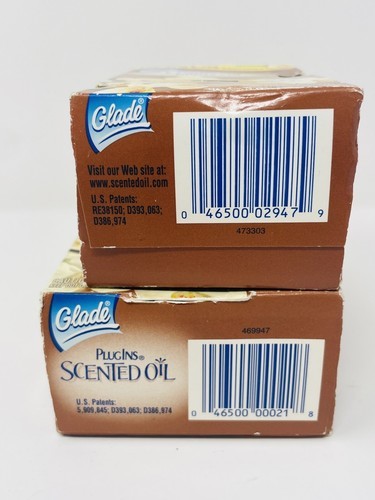 Glade®
Visit our Web site at:
www.scentedoil.com
U.S. Patents:
RE38150; D393,063;
D386,974
0 46500 02947 9
473303
Glade®
PLUGINS®
SCENTED OIL
U.S. Patents:
5,909,845; D393,063; D386,974
469947
0 46500 00021 8